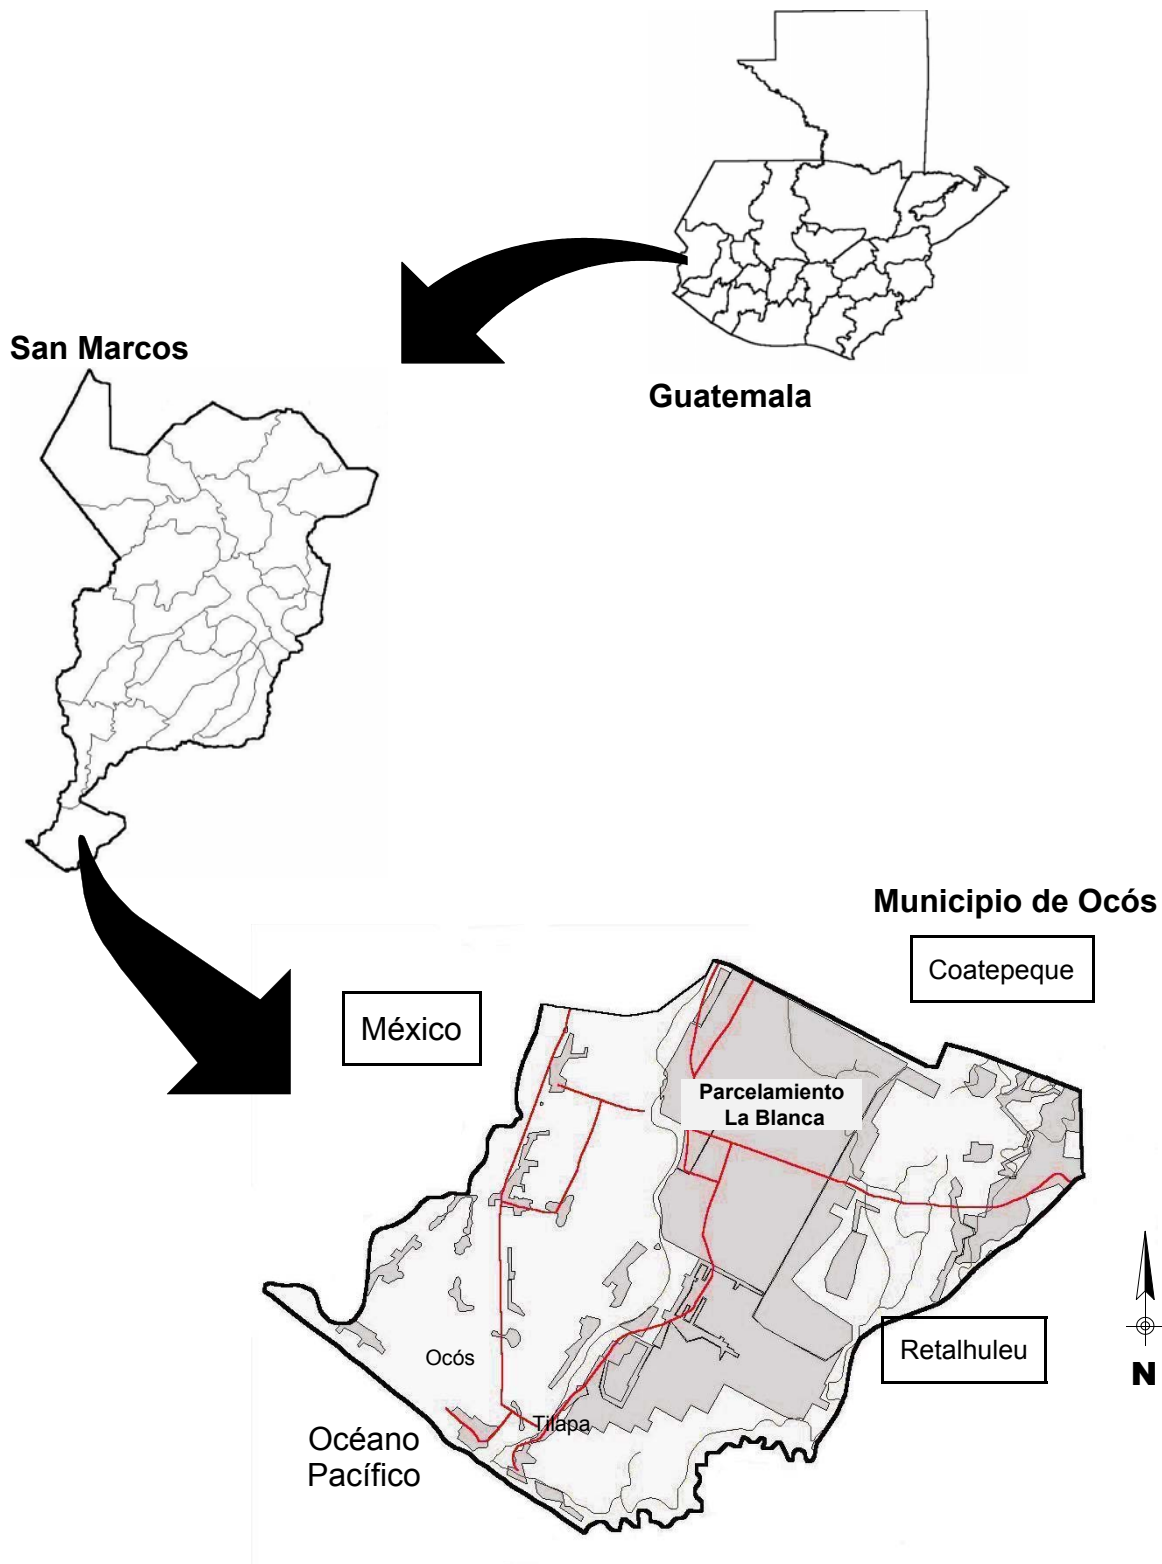 San Marcos
Guatemala
Municipio de Ocós
Coatepeque
México
Parcelamiento
La Blanca
Retalhuleu
N
Ocós
Tilapa
Océano
Pacífico